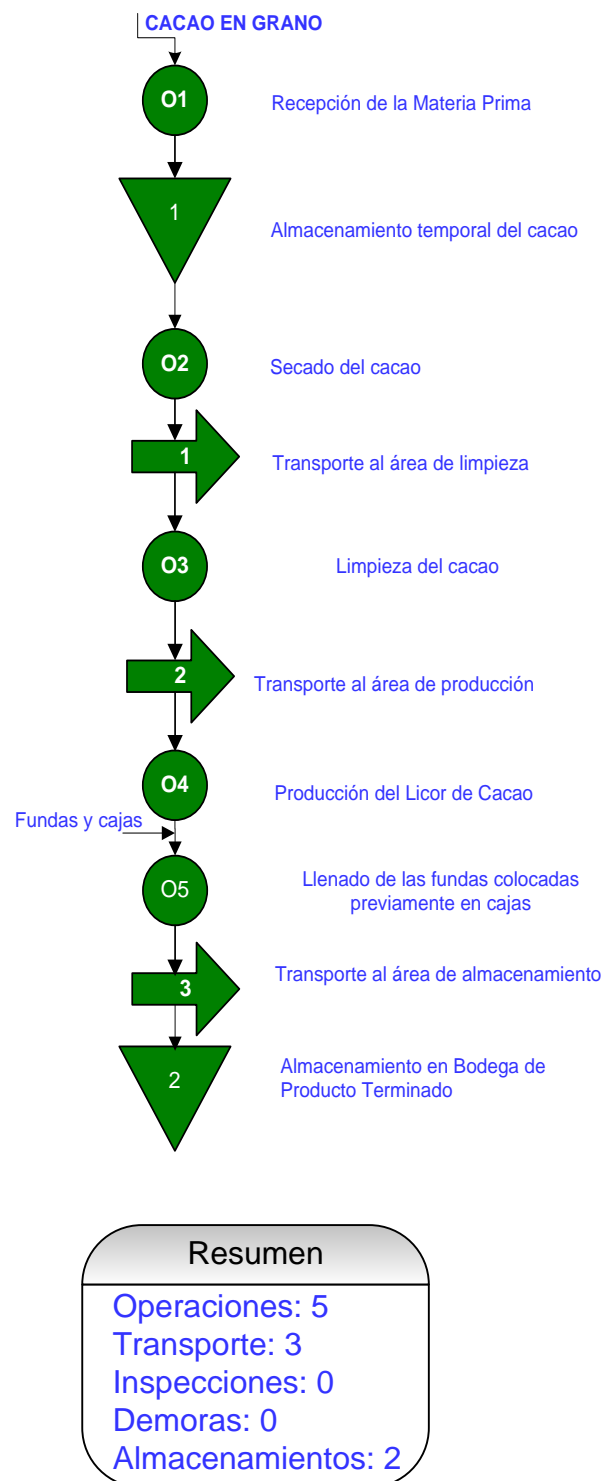 CACAO EN GRANO
O1
Recepción de la Materia Prima
1
Almacenamiento temporal del cacao
O2
Secado del cacao
1
Transporte al área de limpieza
O3
Limpieza del cacao
2
Transporte al área de producción
O4
Producción del Licor de Cacao
Fundas y cajas
O5
Llenado de las fundas colocadas
previamente en cajas
3
Transporte al área de almacenamiento
2
Almacenamiento en Bodega de
Producto Terminado
Resumen
Operaciones: 5
Transporte: 3
Inspecciones: 0
Demoras: 0
Almacenamientos: 2